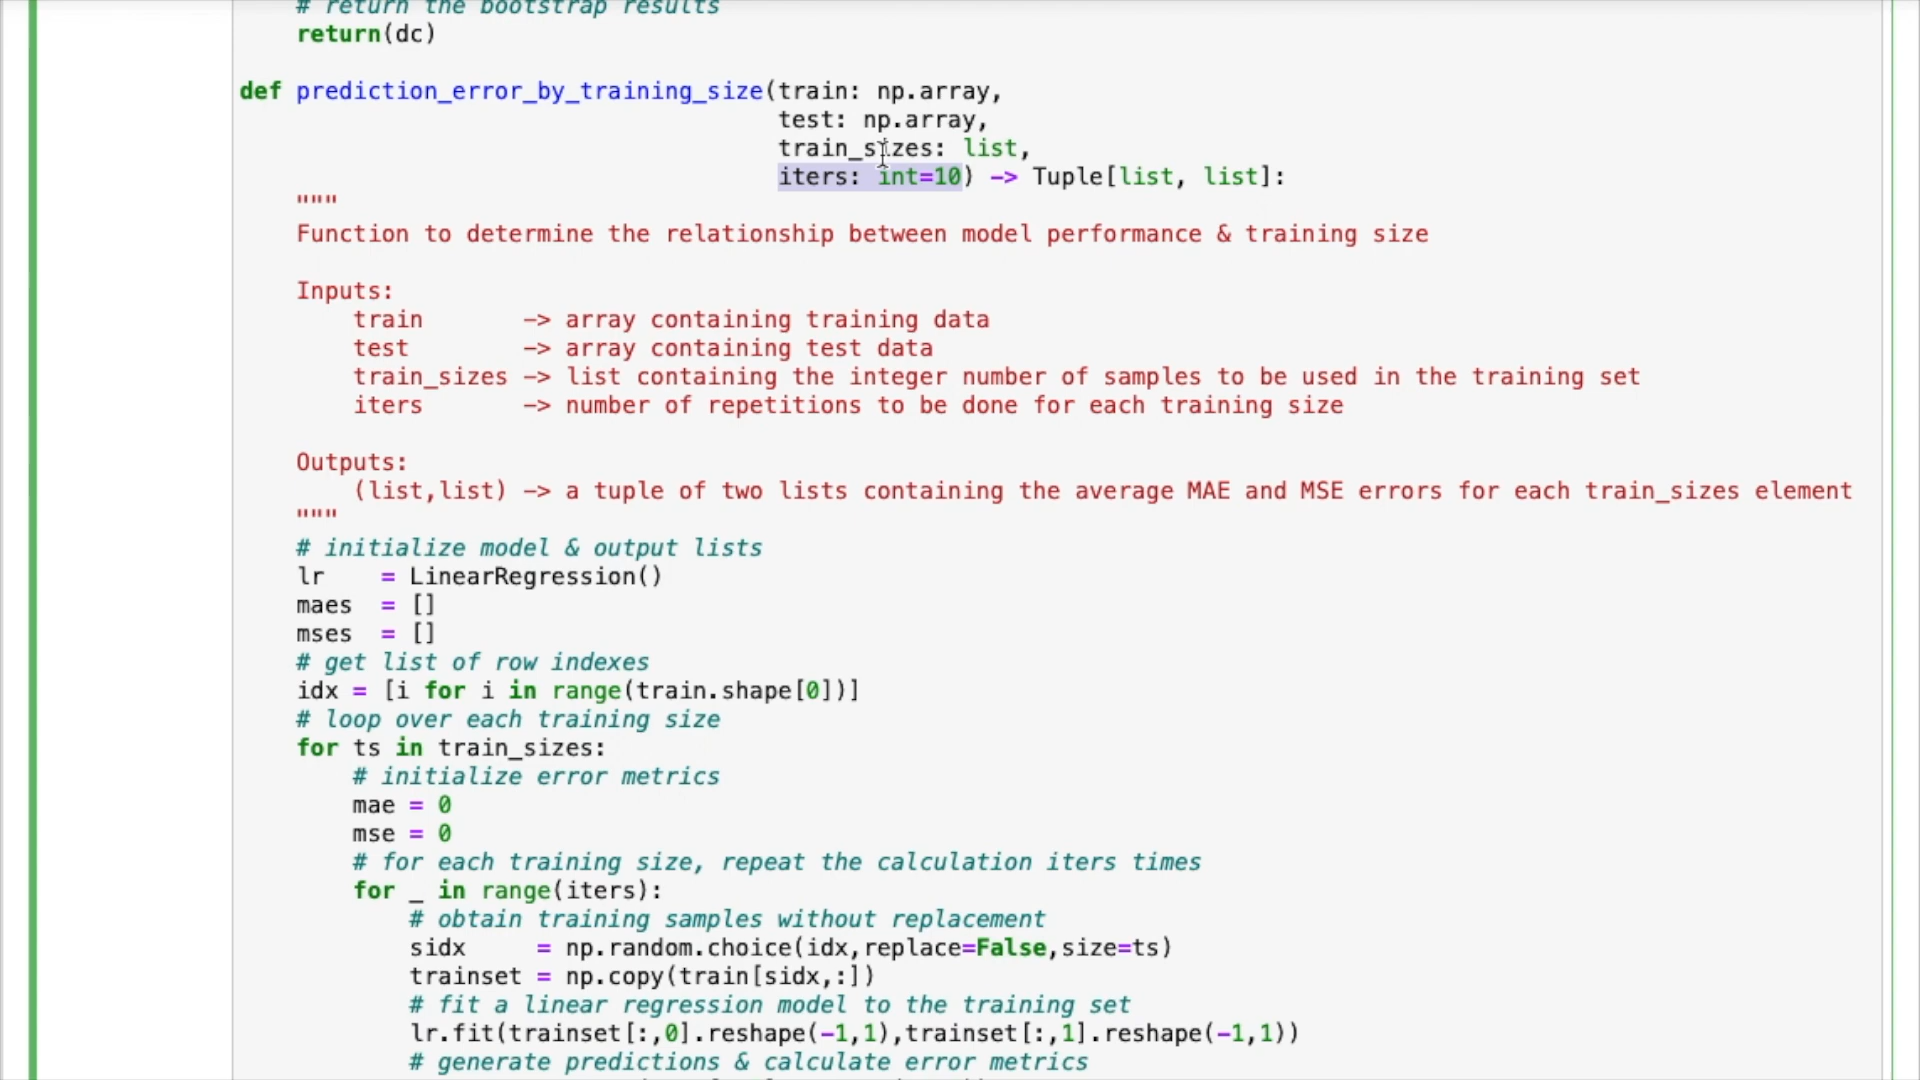 # return the bootstrap results
return(dc)
def prediction_error_by_training_size(train: np.array,
test: np.array,
train_sizes: list,
iters: int=10) -> Tuple[list, list]:
"""
Function to determine the relationship between model performance & training size
Inputs:
train -> array containing training data
test -> array containing test data
train_sizes -> list containing the integer number of samples to be used in the training set
iters -> number of repetitions to be done for each training size
Outputs:
(list,list) -> a tuple of two lists containing the average MAE and MSE errors for each train_sizes element
"""
# initialize model & output lists
lr = LinearRegression()
maes = []
mses = []
# get list of row indexes
idx = [i for i in range(train.shape[0])]
# loop over each training size
for ts in train_sizes:
# initialize error metrics
mae = 0
mse = 0
# for each training size, repeat the calculation iters times
for _ in range(iters):
# obtain training samples without replacement
sidx = np.random.choice(idx,replace=False,size=ts)
trainset = np.copy(train[sidx,:])
# fit a linear regression model to the training set
lr.fit(trainset[:,0].reshape(-1,1),trainset[:,1].reshape(-1,1))
# generate predictions & calculate error metrics